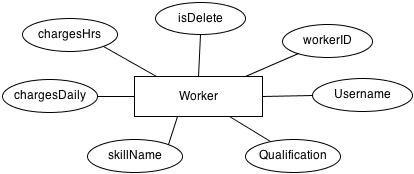 isDelete
chargesHrs
workerID
chargesDaily
Worker
Username
skillName
Qualification